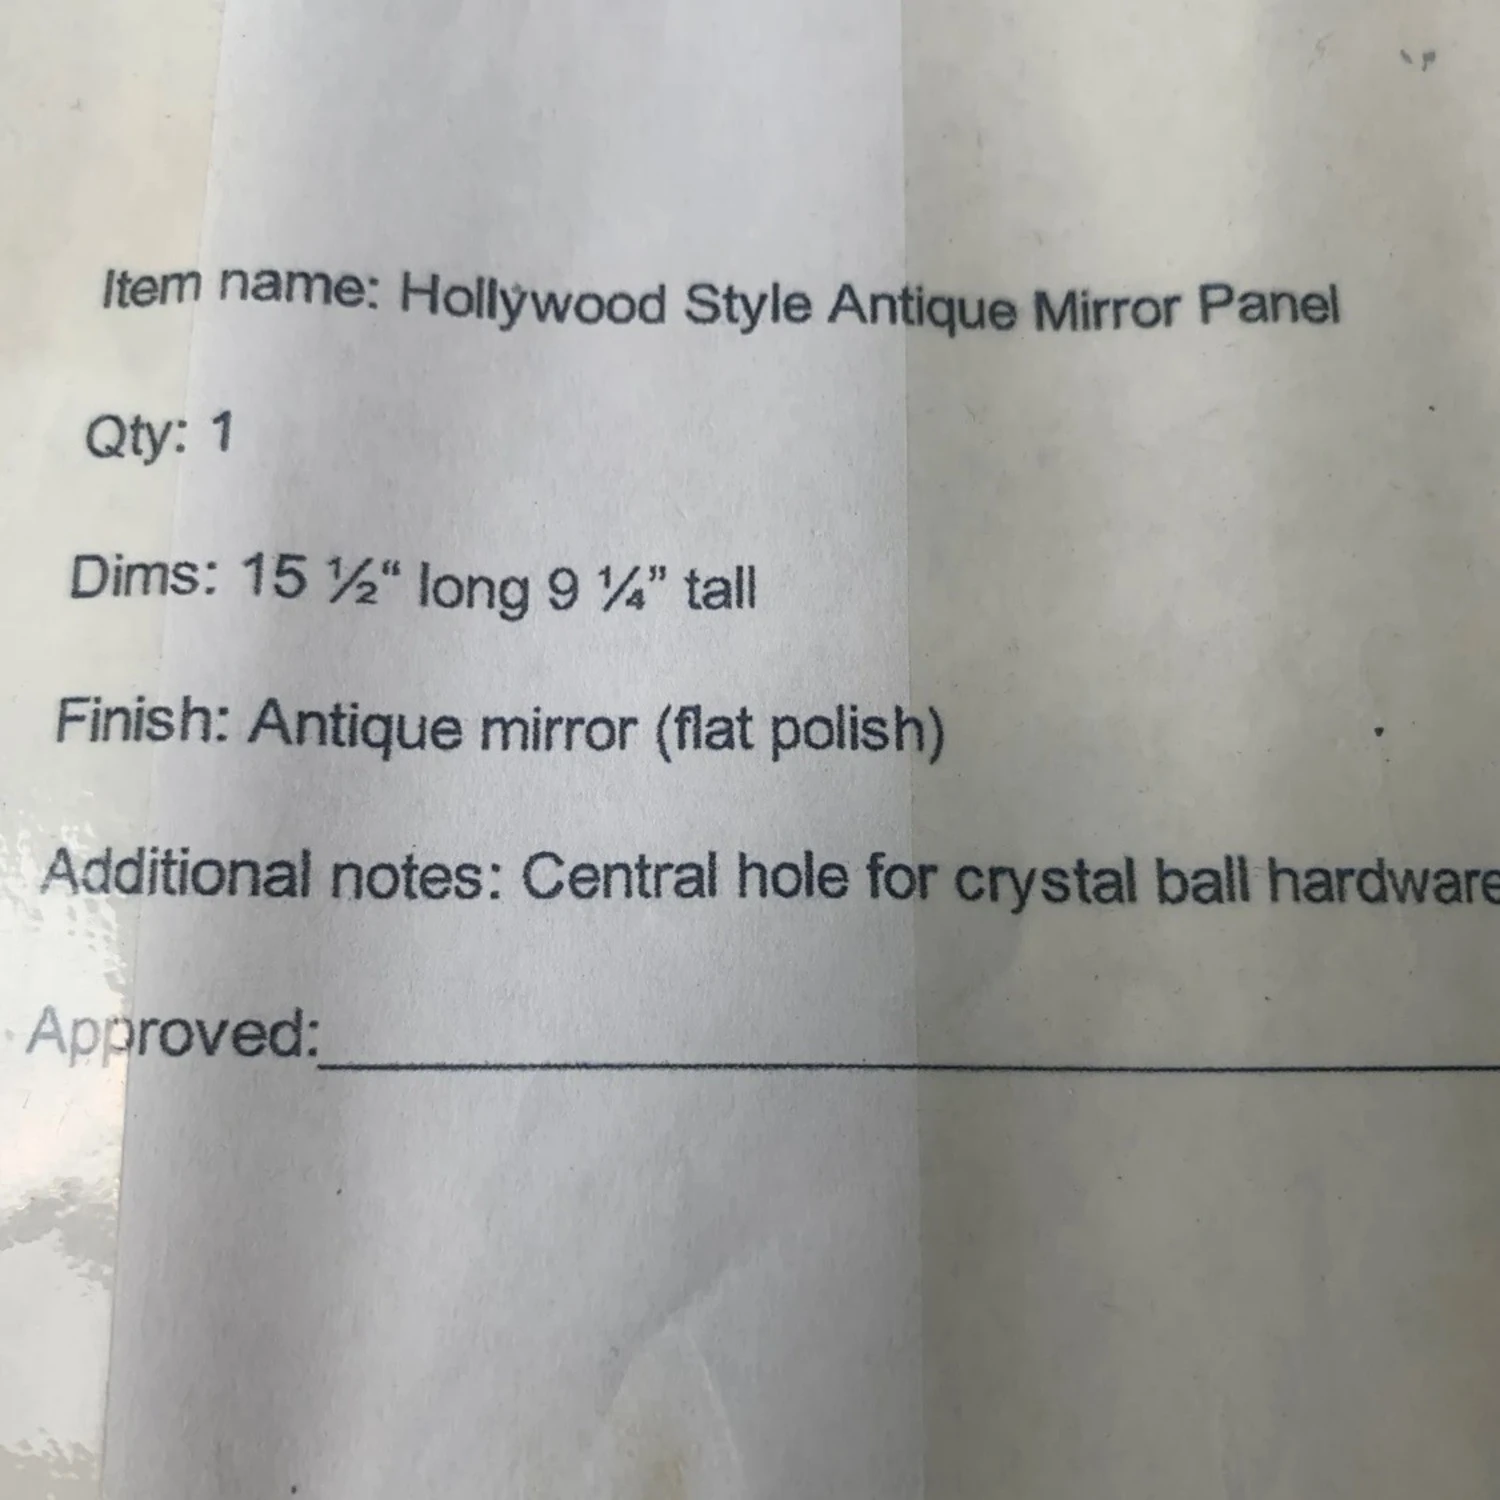 Item name: Hollywood Style Antique Mirror Panel
Qty: 1
Dims: 15 ½“ long 9 ¼” tall
Finish: Antique mirror (flat polish)
Additional notes: Central hole for crystal ball hardware
Approved: